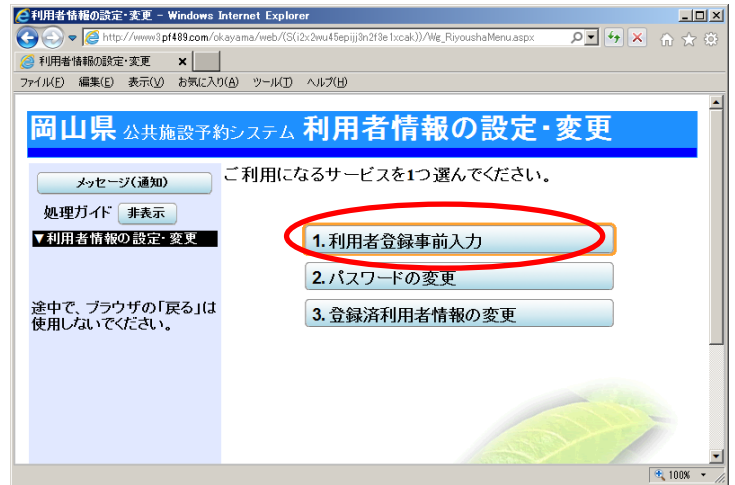 利用者情報の設定・変更 - Windows Internet Explorer
http://www3.pf489.com/okayama/web/(S(i2x2wu45epijj3n2f3e1xcak))/Wg_RiyoushaMenu.aspx
利用者情報の設定・変更
ファイル(F) 編集(E) 表示(V) お気に入り(A) ツール(T) ヘルプ(H)
岡山県 公共施設予約システム 利用者情報の設定・変更
メッセージ(通知)
ご利用になるサービスを1つ選んでください。
処理ガイド 非表示
▼利用者情報の設定・変更
1.利用者登録事前入力
2.パスワードの変更
途中で、ブラウザの「戻る」は
使用しないでください。
3.登録済利用者情報の変更
100%